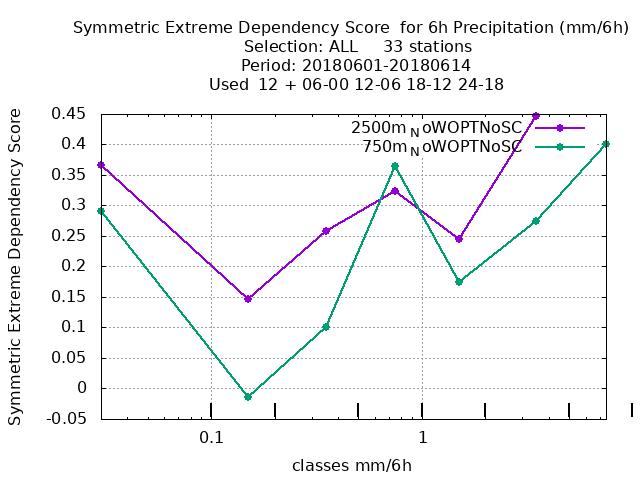 Symmetric Extreme Dependency Score  for 6h Precipitation (mm/6h)
Selection: ALL     33 stations
Period: 20180601-20180614
Used  12 + 06-00 12-06 18-12 24-18
Symmetric Extreme Dependency Score
0.45
0.4
0.35
0.3
0.25
0.2
0.15
0.1
0.05
0
-0.05
2500m_NoWOPTNoSC
750m_NoWOPTNoSC
0.1
1
classes mm/6h